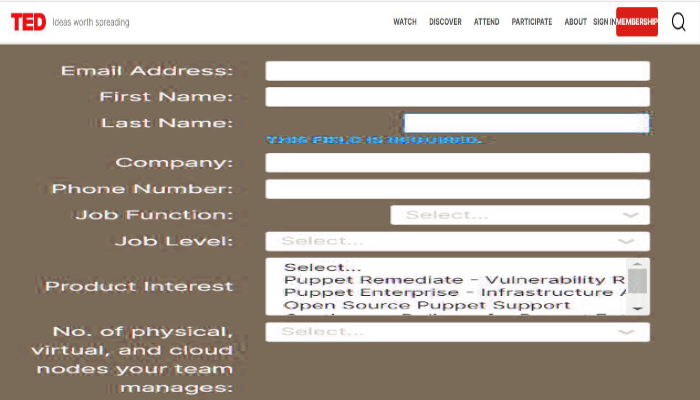 TED Ideas worth spreading WATCH DISCOVER ATTEND PARTICIPATE ABOUT SIGN IN MEMBERSHIP
Email Address:
First Name:
Last Name:
THIS FIELD IS REQUIRED.
Company:
Phone Number:
Job Function: Select...
Job Level: Select...
Select...
Puppet Remediate - Vulnerability R
Product Interest
Puppet Enterprise - Infrastructure
Open Source Puppet Support
No. of physical, Select...
virtual, and cloud
nodes your team
manages: